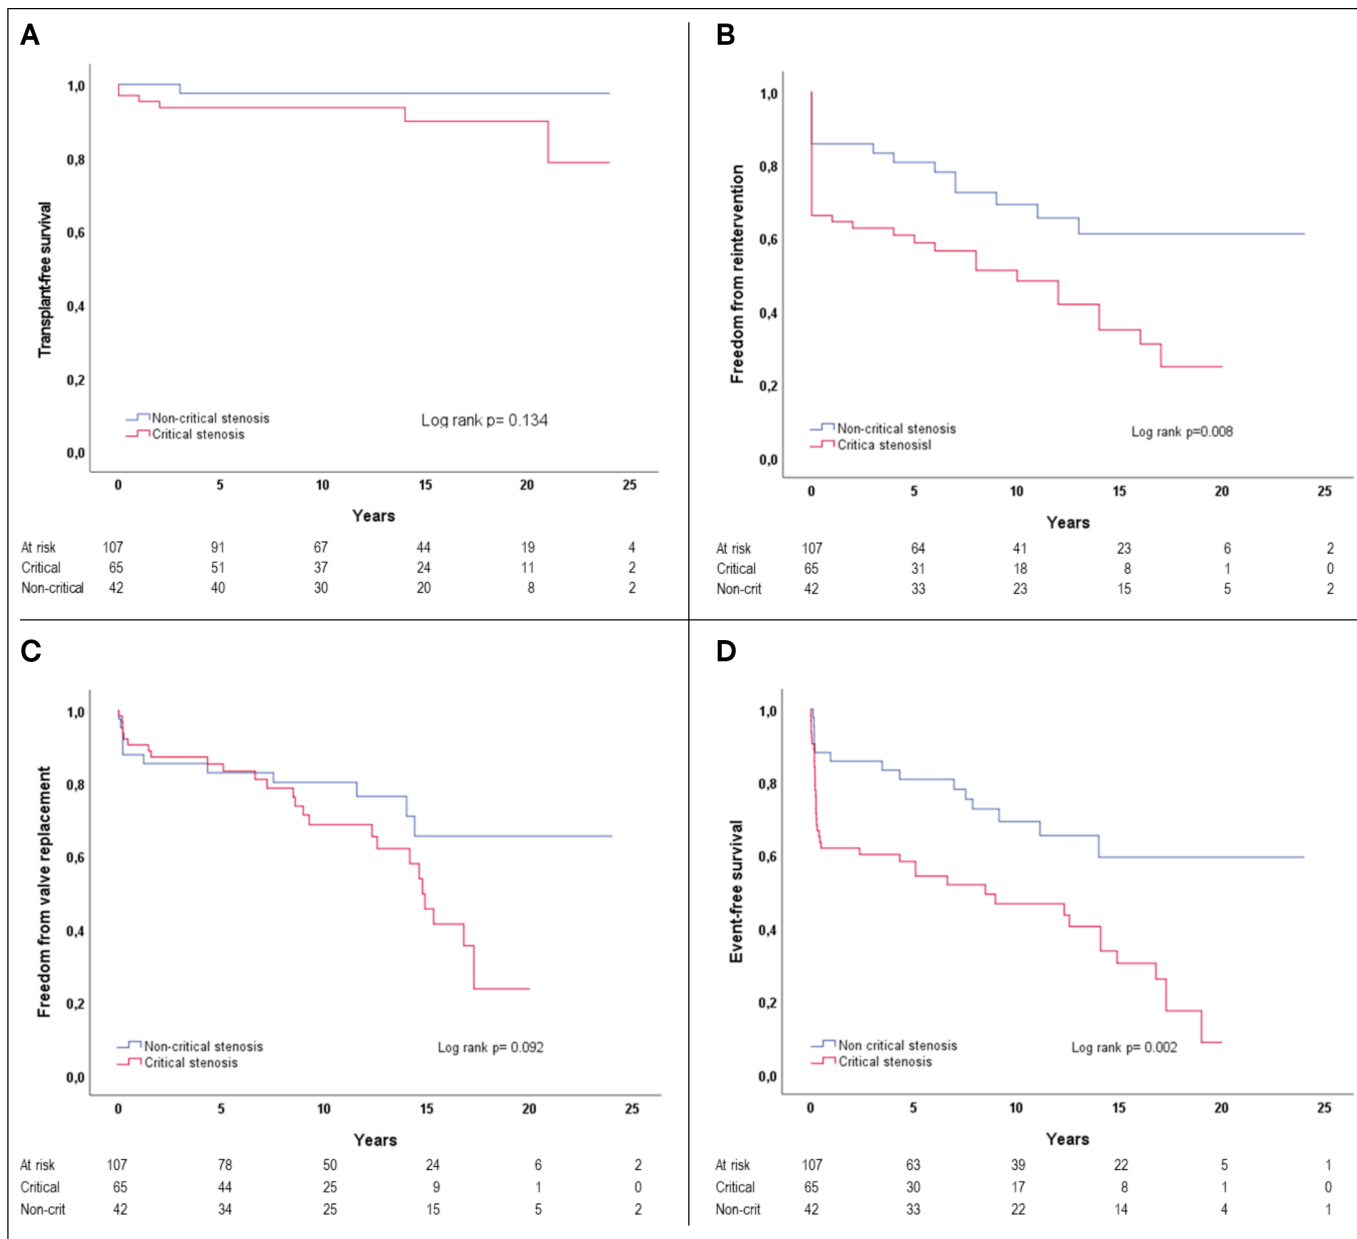 A
1,0
0,8
0,6
0,4
0,2
0,0
Transplant-free survival
Non-critical stenosis
Critical stenosis
Log rank p= 0.134
0 5 10 15 20 25
Years
At risk 107 91 67 44 19 4
Critical 65 51 37 24 11 2
Non-critical 42 40 30 20 8 2
B
1,0
0,8
0,6
0,4
0,2
0,0
Freedom from reintervention
Non-critical stenosis
Critica stenosisl
Log rank p=0.008
0 5 10 15 20 25
Years
At risk 107 64 41 23 6 2
Critical 65 31 18 8 1 0
Non-crit 42 33 23 15 5 2
C
1,0
0,8
0,6
0,4
0,2
0,0
Freedom from valve replacement
Non-critical stenosis
Critical stenosis
Log rank p= 0.092
0 5 10 15 20 25
Years
At risk 107 78 50 24 6 2
Critical 65 44 25 9 1 0
Non-crit 42 34 25 15 5 2
D
1,0
0,8
0,6
0,4
0,2
0,0
Event-free survival
Non critical stenosis
Critical stenosis
Log rank p= 0.002
0 5 10 15 20 25
Years
At risk 107 63 39 22 5 1
Critical 65 30 17 8 1 0
Non-crit 42 33 22 14 4 1